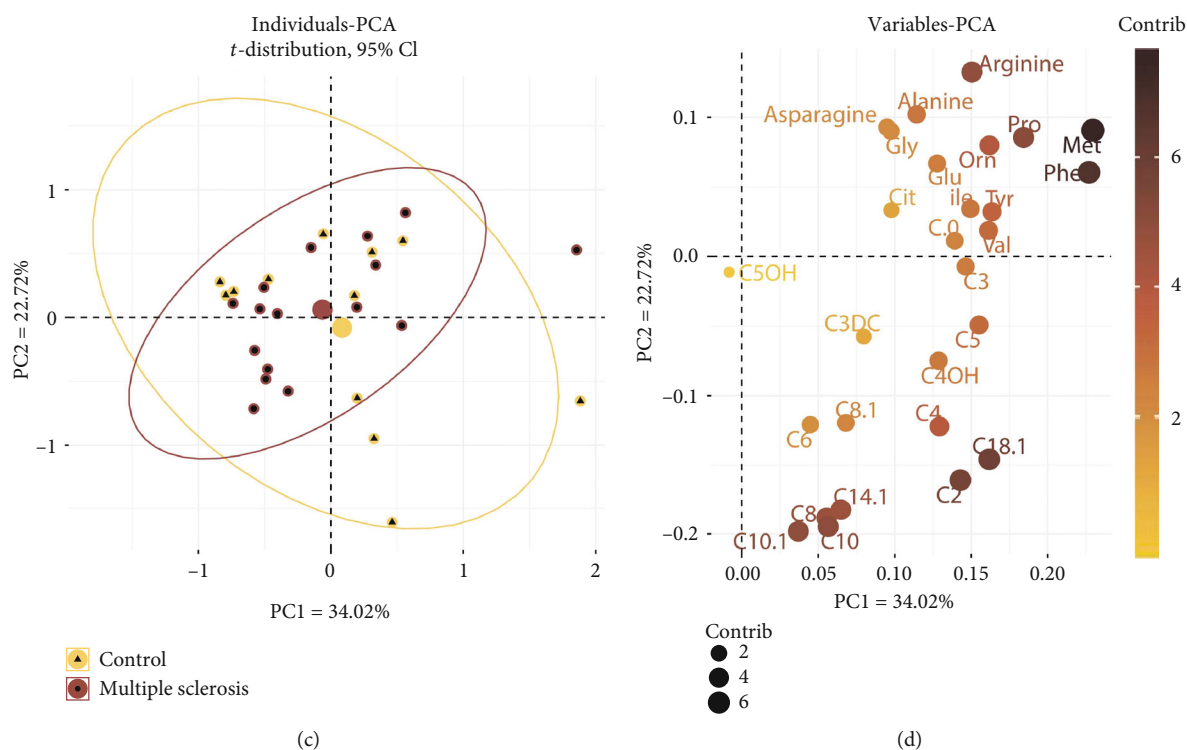 Individuals-PCA
t-distribution, 95% Cl
PC2 = 22.72%
1
0
−1
−1
0
1
2
PC1 = 34.02%
Control
Multiple sclerosis
(c)
Variables-PCA
Contrib
PC2 = 22.72%
0.1
0.0
−0.1
−0.2
Arginine
Alanine
Asparagine
Gly
Pro
Met
Orn
Glu
Phe
Cit
ile
Tyr
C.0
Val
C5OH
C3
C3DC
C5
C4OH
C6
C8.1
C4
C18.1
C2
C14.1
C8
C10.1
C10
0.00
0.05
0.10
0.15
0.20
PC1 = 34.02%
6
4
2
Contrib
2
4
6
(d)